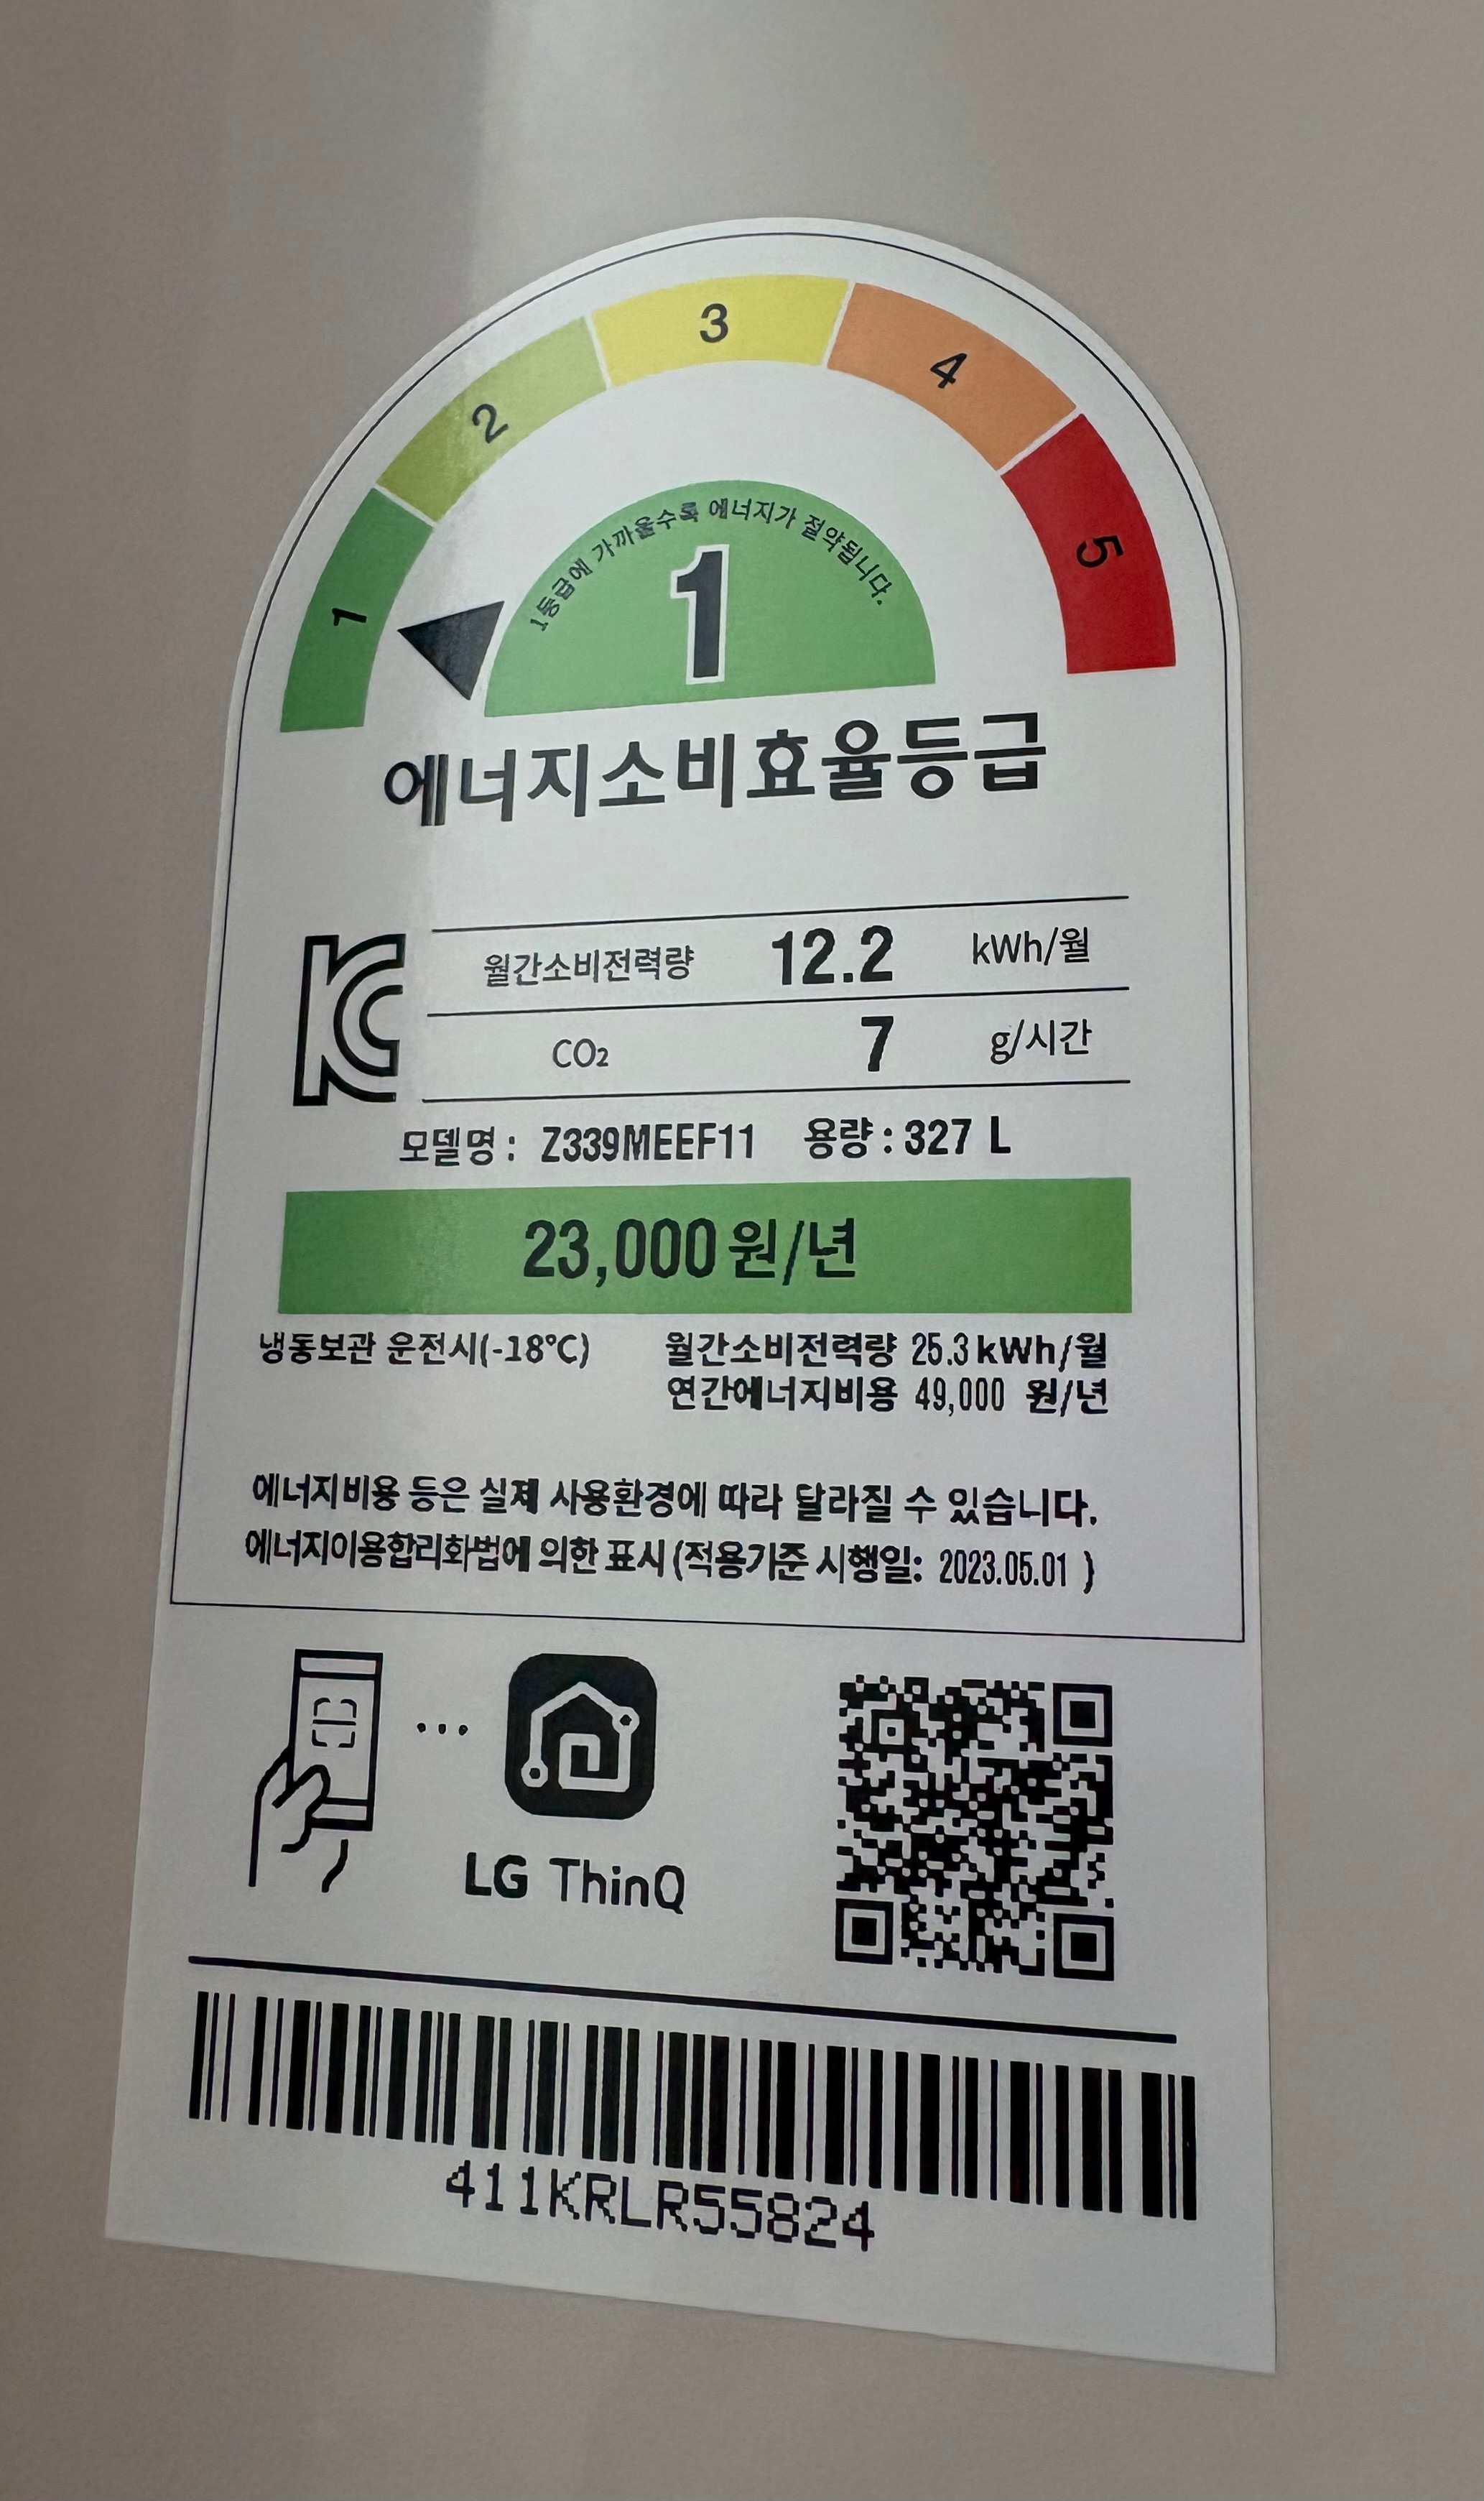 1 2 3 4 5
1등급에 가까울수록 에너지가 절약됩니다.
1
에너지소비효율등급
월간소비전력량 12.2 kWh/월
CO₂ 7 g/시간
모델명 : Z339MEEF11 용량 : 327 L
23,000원/년
냉동보관 운전시(-18℃) 월간소비전력량 25.3 kWh/월
연간에너지비용 49,000 원/년
에너지비용 등은 실제 사용환경에 따라 달라질 수 있습니다.
에너지이용합리화법에 의한 표시 (적용기준 시행일: 2023.05.01 )
LG ThinQ
411KRLR55824